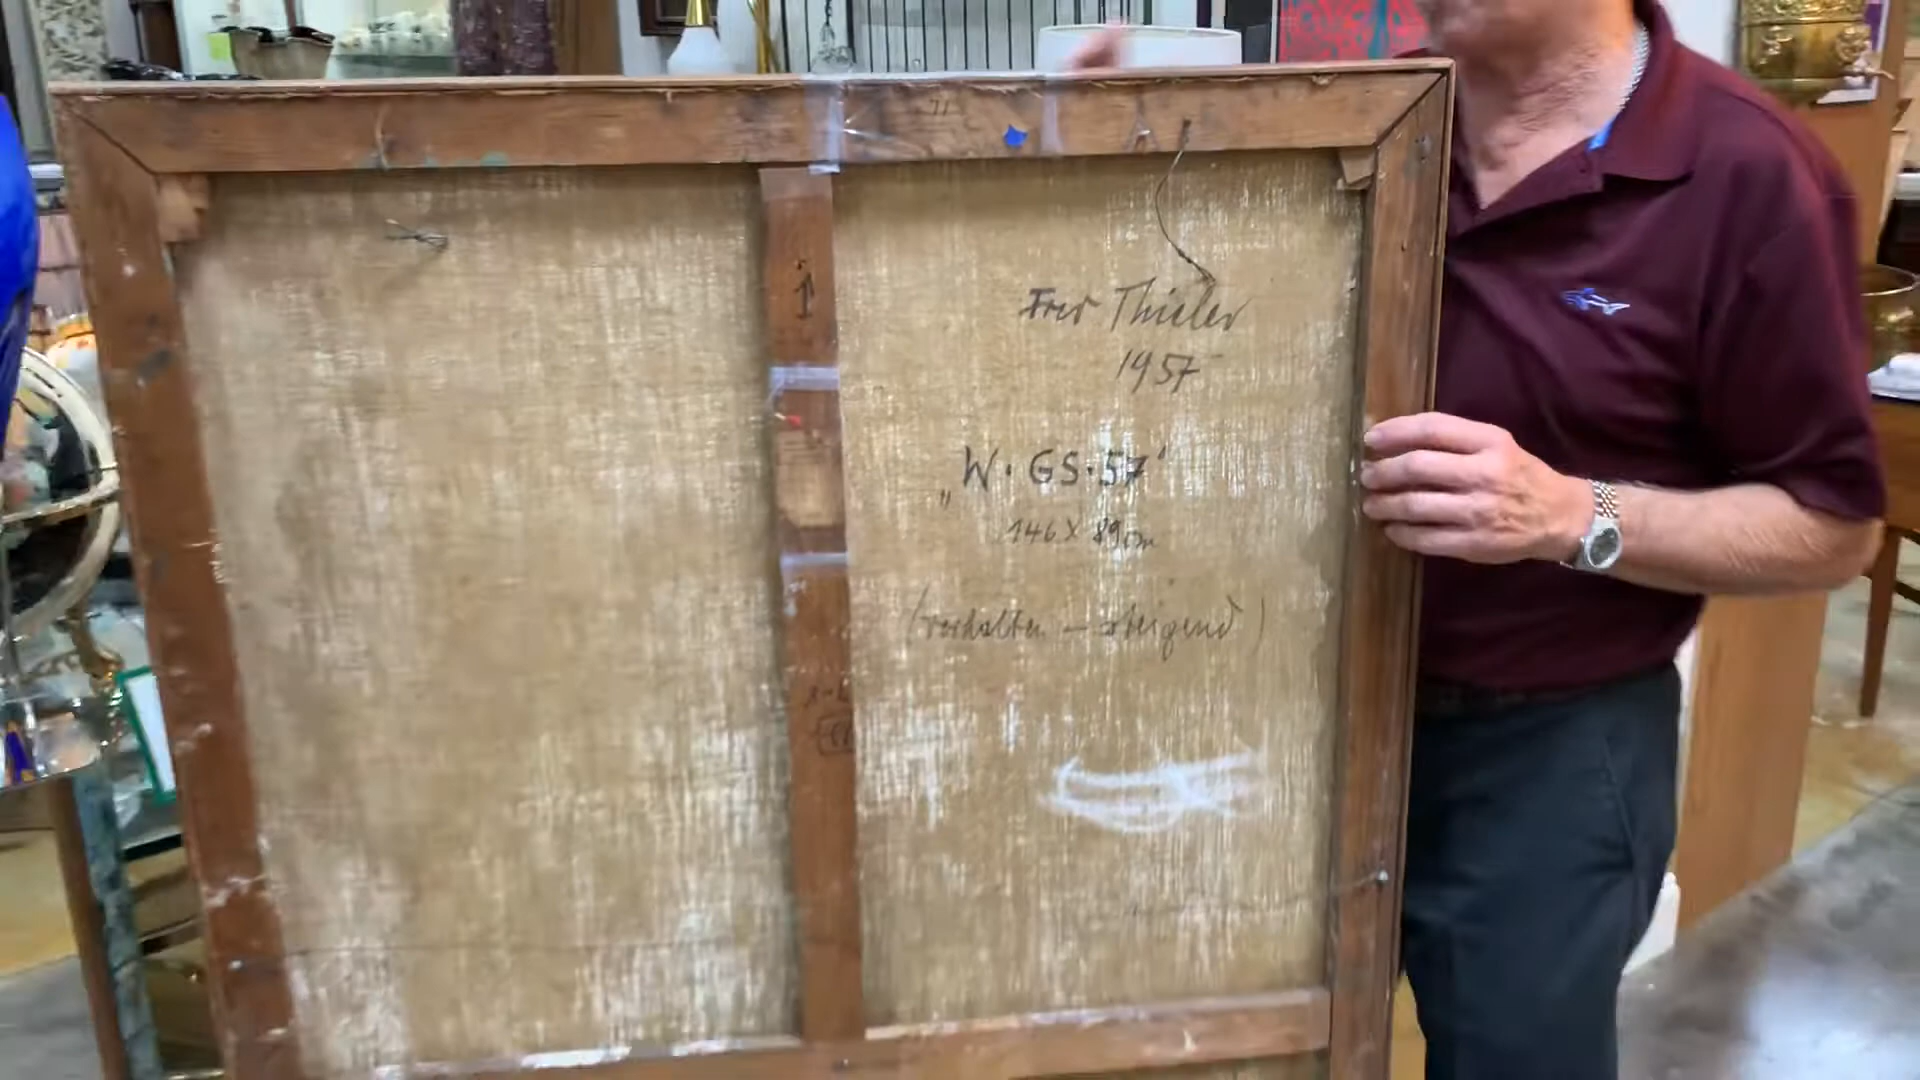 Fred Thieler
1957
„W·GS·57'
146 X 89cm
(verhalten – steigend)